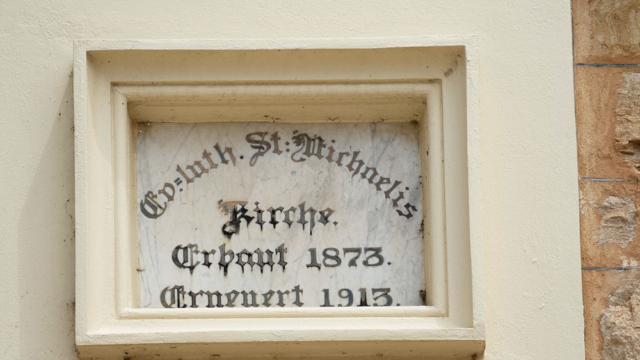 Ev=luth. St: Michaelis
Kirche.
Erbaut 1873.
Erneuert 1913.